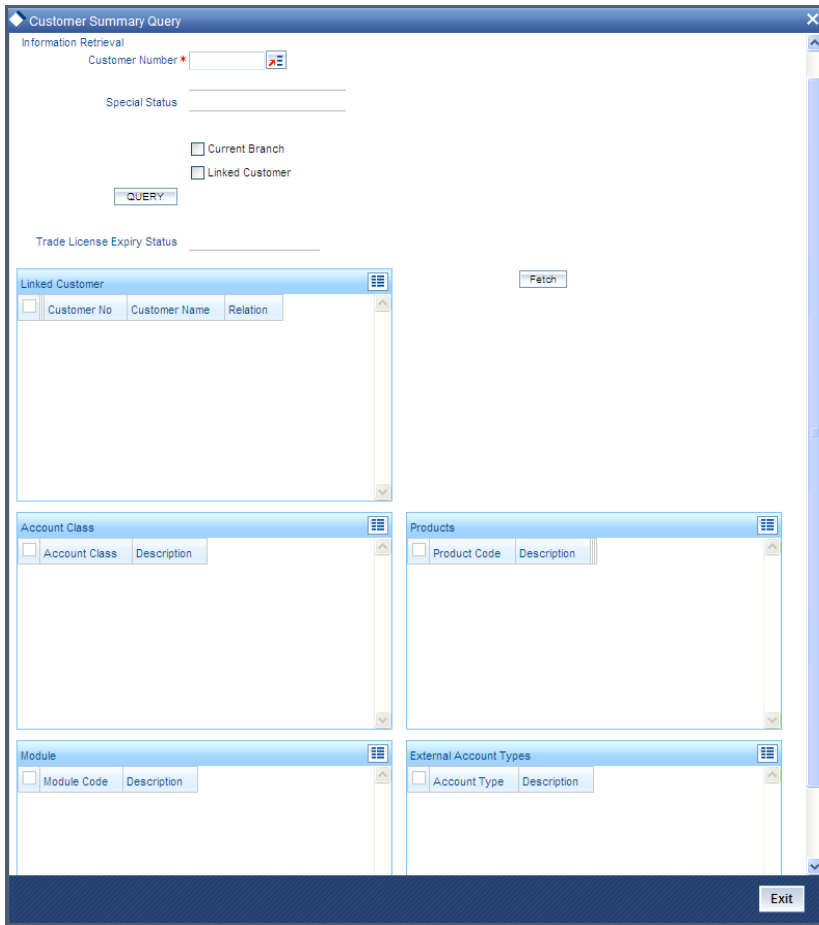 Customer Summary Query
Information Retrieval
Customer Number *
Special Status
Current Branch
Linked Customer
QUERY
Trade License Expiry Status
Linked Customer
Fetch
Customer No Customer Name Relation
Account Class
Account Class Description
Products
Product Code Description
Module
Module Code Description
External Account Types
Account Type Description
Exit